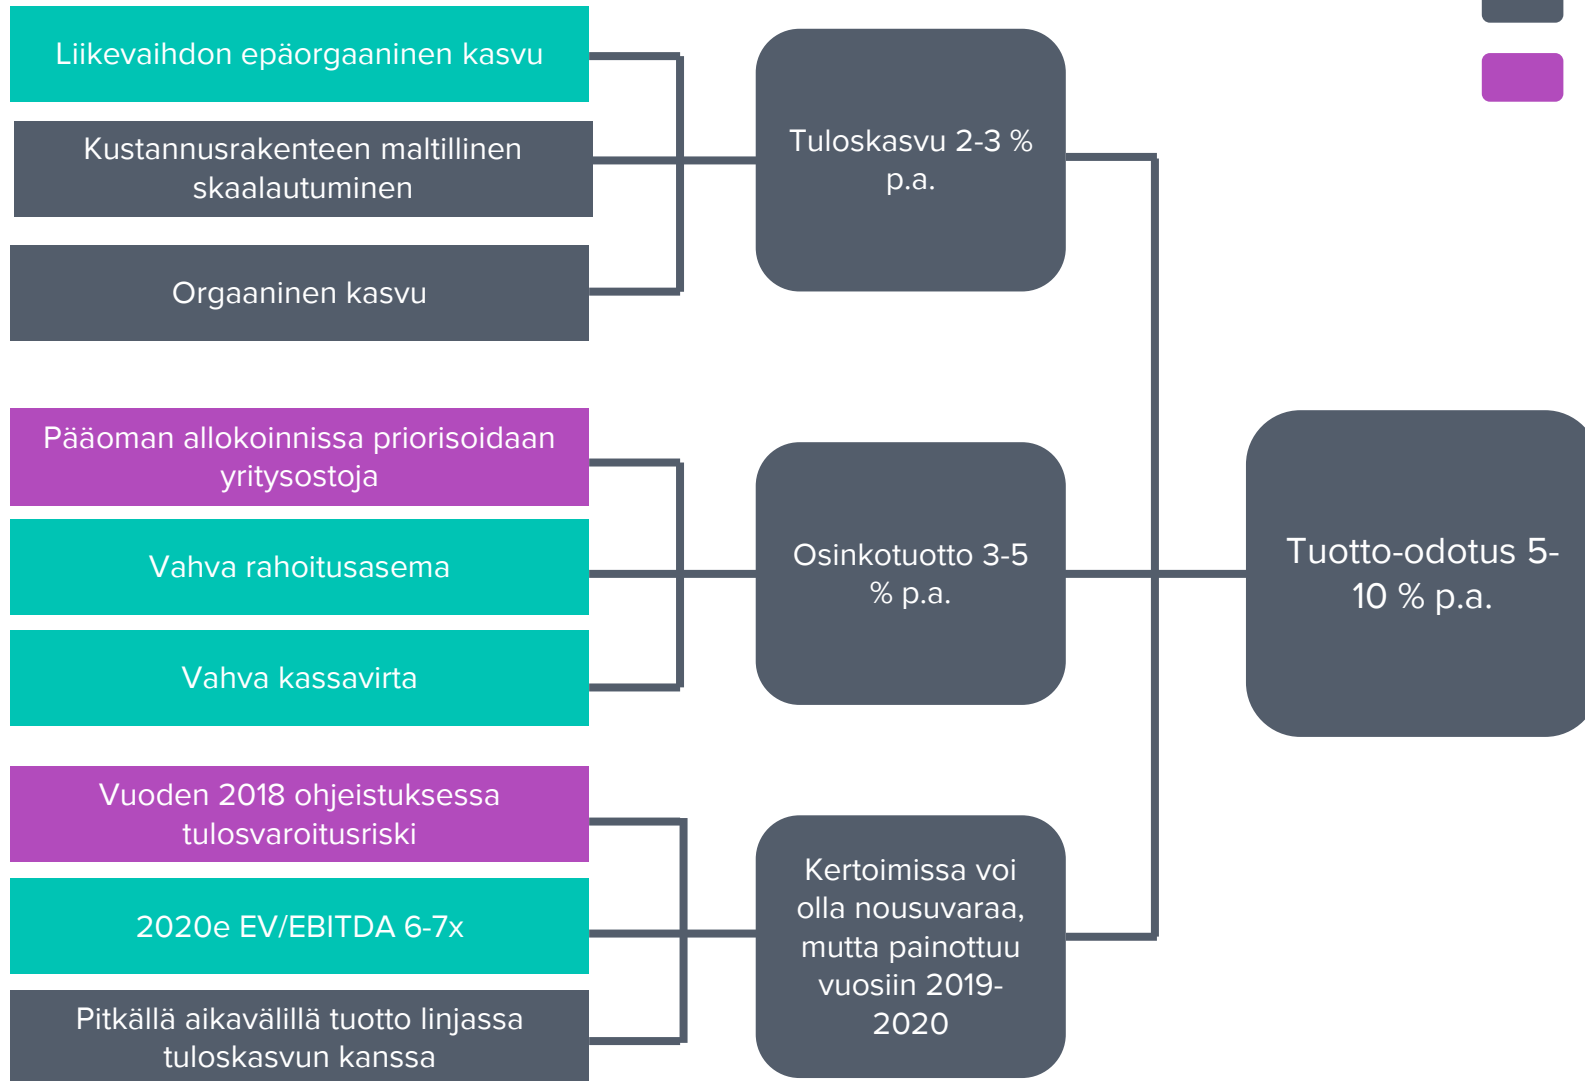 Liikevaihdon epäorgaaninen kasvu
Kustannusrakenteen maltillinen
skaalautuminen
Orgaaninen kasvu
Tuloskasvu 2-3 %
p.a.
Pääoman allokoinnissa priorisoidaan
yritysostoja
Vahva rahoitusasema
Vahva kassavirta
Osinkotuotto 3-5
% p.a.
Vuoden 2018 ohjeistuksessa
tulosvaroitusriski
2020e EV/EBITDA 6-7x
Pitkällä aikavälillä tuotto linjassa
tuloskasvun kanssa
Kertoimissa voi
olla nousuvaraa,
mutta painottuu
vuosiin 2019-
2020
Tuotto-odotus 5-
10 % p.a.